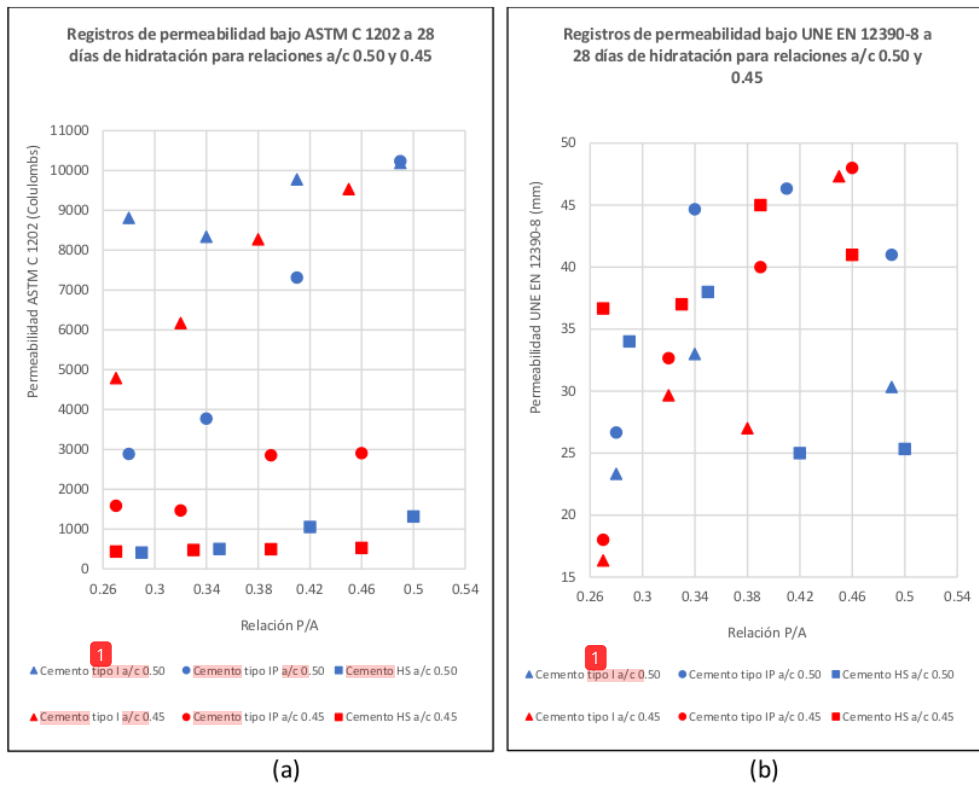 Registros de permeabilidad bajo ASTM C 1202 a 28
días de hidratación para relaciones a/c 0.50 y 0.45
Permeabilidad ASTM C 1202 (Colulombs)
11000
10000
9000
8000
7000
6000
5000
4000
3000
2000
1000
0
0.26
0.3
0.34
0.38
0.42
0.46
0.5
0.54
Relación P/A
1
Cemento tipo I a/c 0.50
Cemento tipo IP a/c 0.50
Cemento HS a/c 0.50
Cemento tipo I a/c 0.45
Cemento tipo IP a/c 0.45
Cemento HS a/c 0.45
(a)
Registros de permeabilidad bajo UNE EN 12390-8 a
28 días de hidratación para relaciones a/c 0.50 y
0.45
Permeabilidad UNE EN 12390-8 (mm)
50
45
40
35
30
25
20
15
0.26
0.3
0.34
0.38
0.42
0.46
0.5
0.54
Relación P/A
1
Cemento tipo I a/c 0.50
Cemento tipo IP a/c 0.50
Cemento HS a/c 0.50
Cemento tipo I a/c 0.45
Cemento tipo IP a/c 0.45
Cemento HS a/c 0.45
(b)